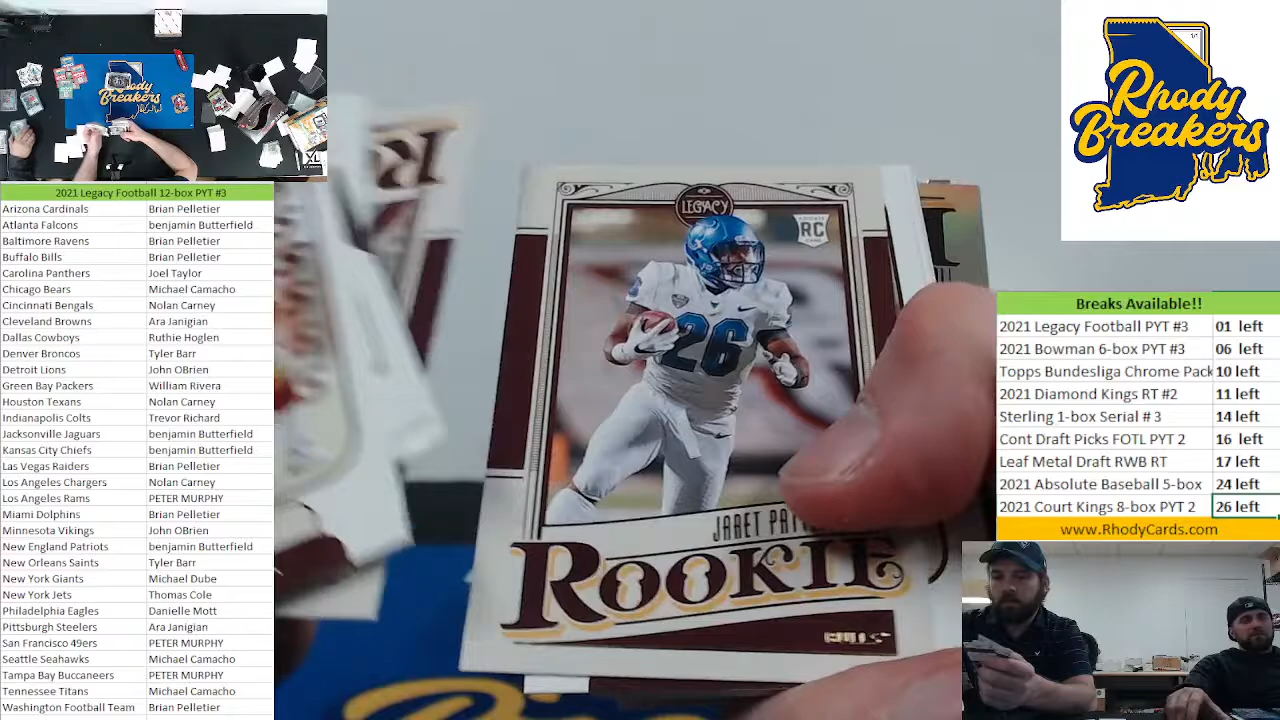 Rhody
Breakers
2021 Legacy Football 12-box PYT #3
Arizona Cardinals Brian Pelletier
Atlanta Falcons benjamin Butterfield
Baltimore Ravens Brian Pelletier
Buffalo Bills Brian Pelletier
Carolina Panthers Joel Taylor
Chicago Bears Michael Camacho
Cincinnati Bengals Nolan Carney
Cleveland Browns Ara Janigian
Dallas Cowboys Ruthie Hoglen
Denver Broncos Tyler Barr
Detroit Lions John OBrien
Green Bay Packers William Rivera
Houston Texans Nolan Carney
Indianapolis Colts Trevor Richard
Jacksonville Jaguars benjamin Butterfield
Kansas City Chiefs benjamin Butterfield
Las Vegas Raiders Brian Pelletier
Los Angeles Chargers Nolan Carney
Los Angeles Rams PETER MURPHY
Miami Dolphins Brian Pelletier
Minnesota Vikings John OBrien
New England Patriots benjamin Butterfield
New Orleans Saints Tyler Barr
New York Giants Michael Dube
New York Jets Thomas Cole
Philadelphia Eagles Danielle Mott
Pittsburgh Steelers Ara Janigian
San Francisco 49ers PETER MURPHY
Seattle Seahawks Michael Camacho
Tampa Bay Buccaneers PETER MURPHY
Tennessee Titans Michael Camacho
Washington Football Team Brian Pelletier
LEGACY
RC
26
JARET
ROOKIE
Rhody
Breakers
Breaks Available!!
2021 Legacy Football PYT #3 01 left
2021 Bowman 6-box PYT #3 06 left
Topps Bundesliga Chrome Pack 10 left
2021 Diamond Kings RT #2 11 left
Sterling 1-box Serial # 3 14 left
Cont Draft Picks FOTL PYT 2 16 left
Leaf Metal Draft RWB RT 17 left
2021 Absolute Baseball 5-box 24 left
2021 Court Kings 8-box PYT 2 26 left
www.RhodyCards.com